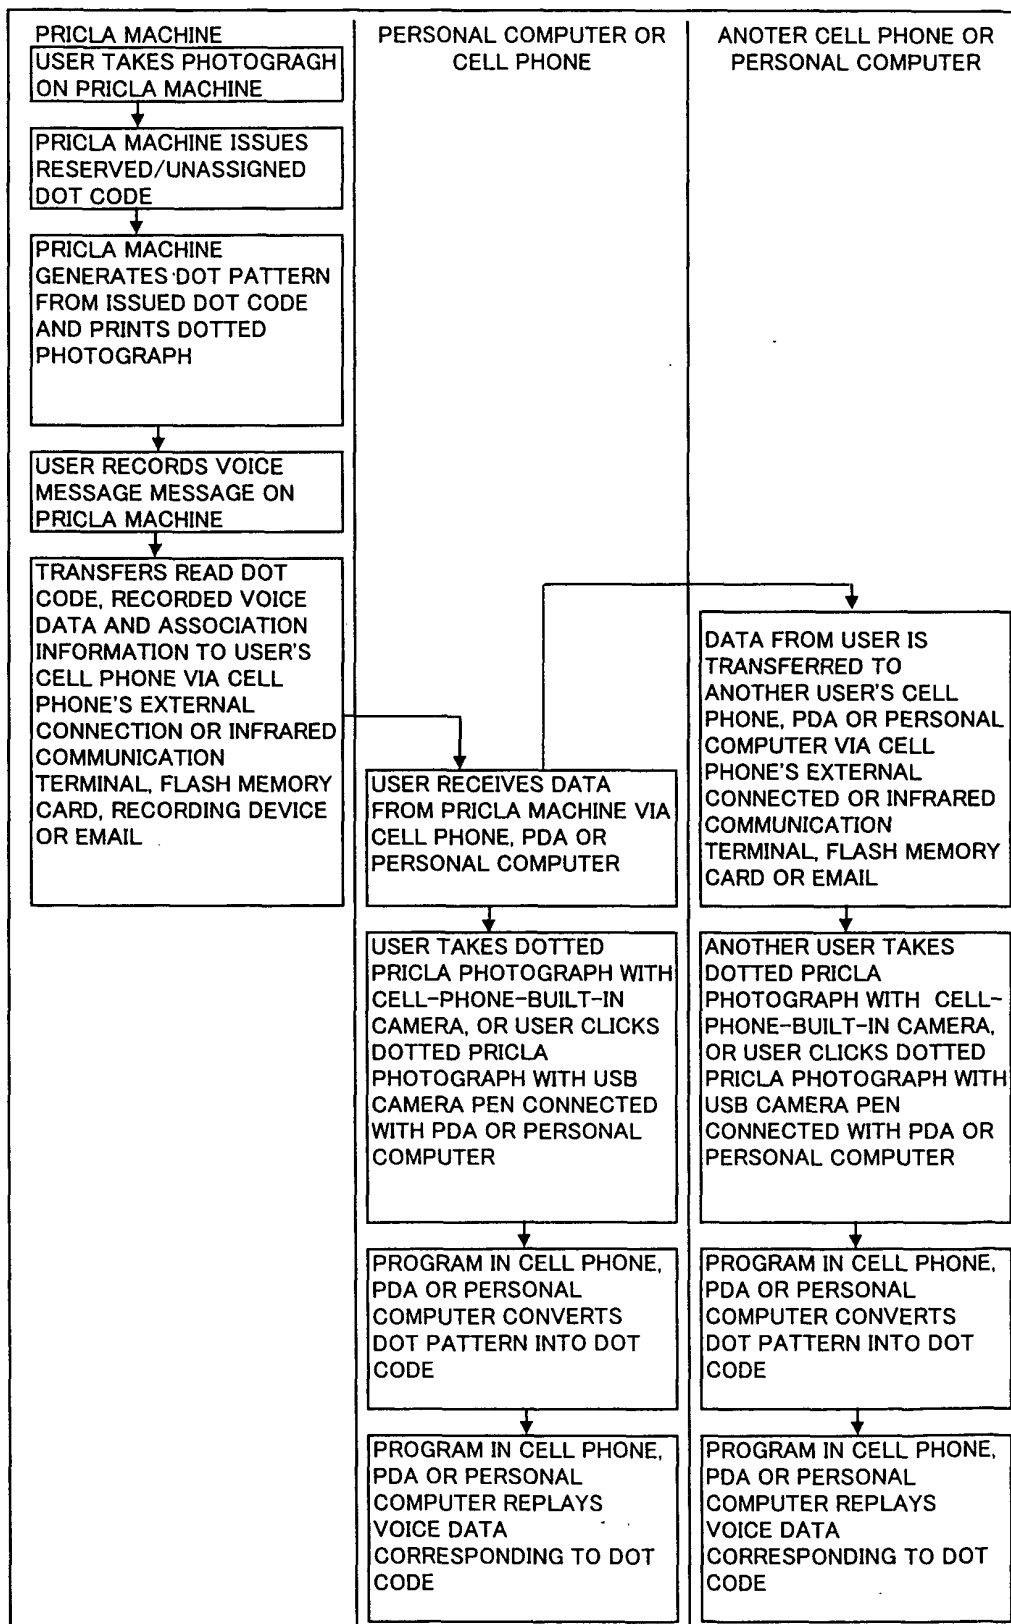 PRICLA MACHINE
USER TAKES PHOTOGRAGH
ON PRICLA MACHINE
PRICLA MACHINE ISSUES
RESERVED/UNASSIGNED
DOT CODE
PRICLA MACHINE
GENERATES DOT PATTERN
FROM ISSUED DOT CODE
AND PRINTS DOTTED
PHOTOGRAPH
USER RECORDS VOICE
MESSAGE MESSAGE ON
PRICLA MACHINE
TRANSFERS READ DOT
CODE, RECORDED VOICE
DATA AND ASSOCIATION
INFORMATION TO USER'S
CELL PHONE VIA CELL
PHONE'S EXTERNAL
CONNECTION OR INFRARED
COMMUNICATION
TERMINAL, FLASH MEMORY
CARD, RECORDING DEVICE
OR EMAIL
PERSONAL COMPUTER OR
CELL PHONE
USER RECEIVES DATA
FROM PRICLA MACHINE VIA
CELL PHONE, PDA OR
PERSONAL COMPUTER
USER TAKES DOTTED
PRICLA PHOTOGRAPH WITH
CELL-PHONE-BUILT-IN
CAMERA, OR USER CLICKS
DOTTED PRICLA
PHOTOGRAPH WITH USB
CAMERA PEN CONNECTED
WITH PDA OR PERSONAL
COMPUTER
PROGRAM IN CELL PHONE,
PDA OR PERSONAL
COMPUTER CONVERTS
DOT PATTERN INTO DOT
CODE
PROGRAM IN CELL PHONE,
PDA OR PERSONAL
COMPUTER REPLAYS
VOICE DATA
CORRESPONDING TO DOT
CODE
ANOTER CELL PHONE OR
PERSONAL COMPUTER
DATA FROM USER IS
TRANSFERRED TO
ANOTHER USER'S CELL
PHONE, PDA OR PERSONAL
COMPUTER VIA CELL
PHONE'S EXTERNAL
CONNECTED OR INFRARED
COMMUNICATION
TERMINAL, FLASH MEMORY
CARD OR EMAIL
ANOTHER USER TAKES
DOTTED PRICLA
PHOTOGRAPH WITH CELL-
PHONE-BUILT-IN CAMERA,
OR USER CLICKS DOTTED
PRICLA PHOTOGRAPH WITH
USB CAMERA PEN
CONNECTED WITH PDA OR
PERSONAL COMPUTER
PROGRAM IN CELL PHONE,
PDA OR PERSONAL
COMPUTER CONVERTS
DOT PATTERN INTO DOT
CODE
PROGRAM IN CELL PHONE,
PDA OR PERSONAL
COMPUTER REPLAYS
VOICE DATA
CORRESPONDING TO DOT
CODE